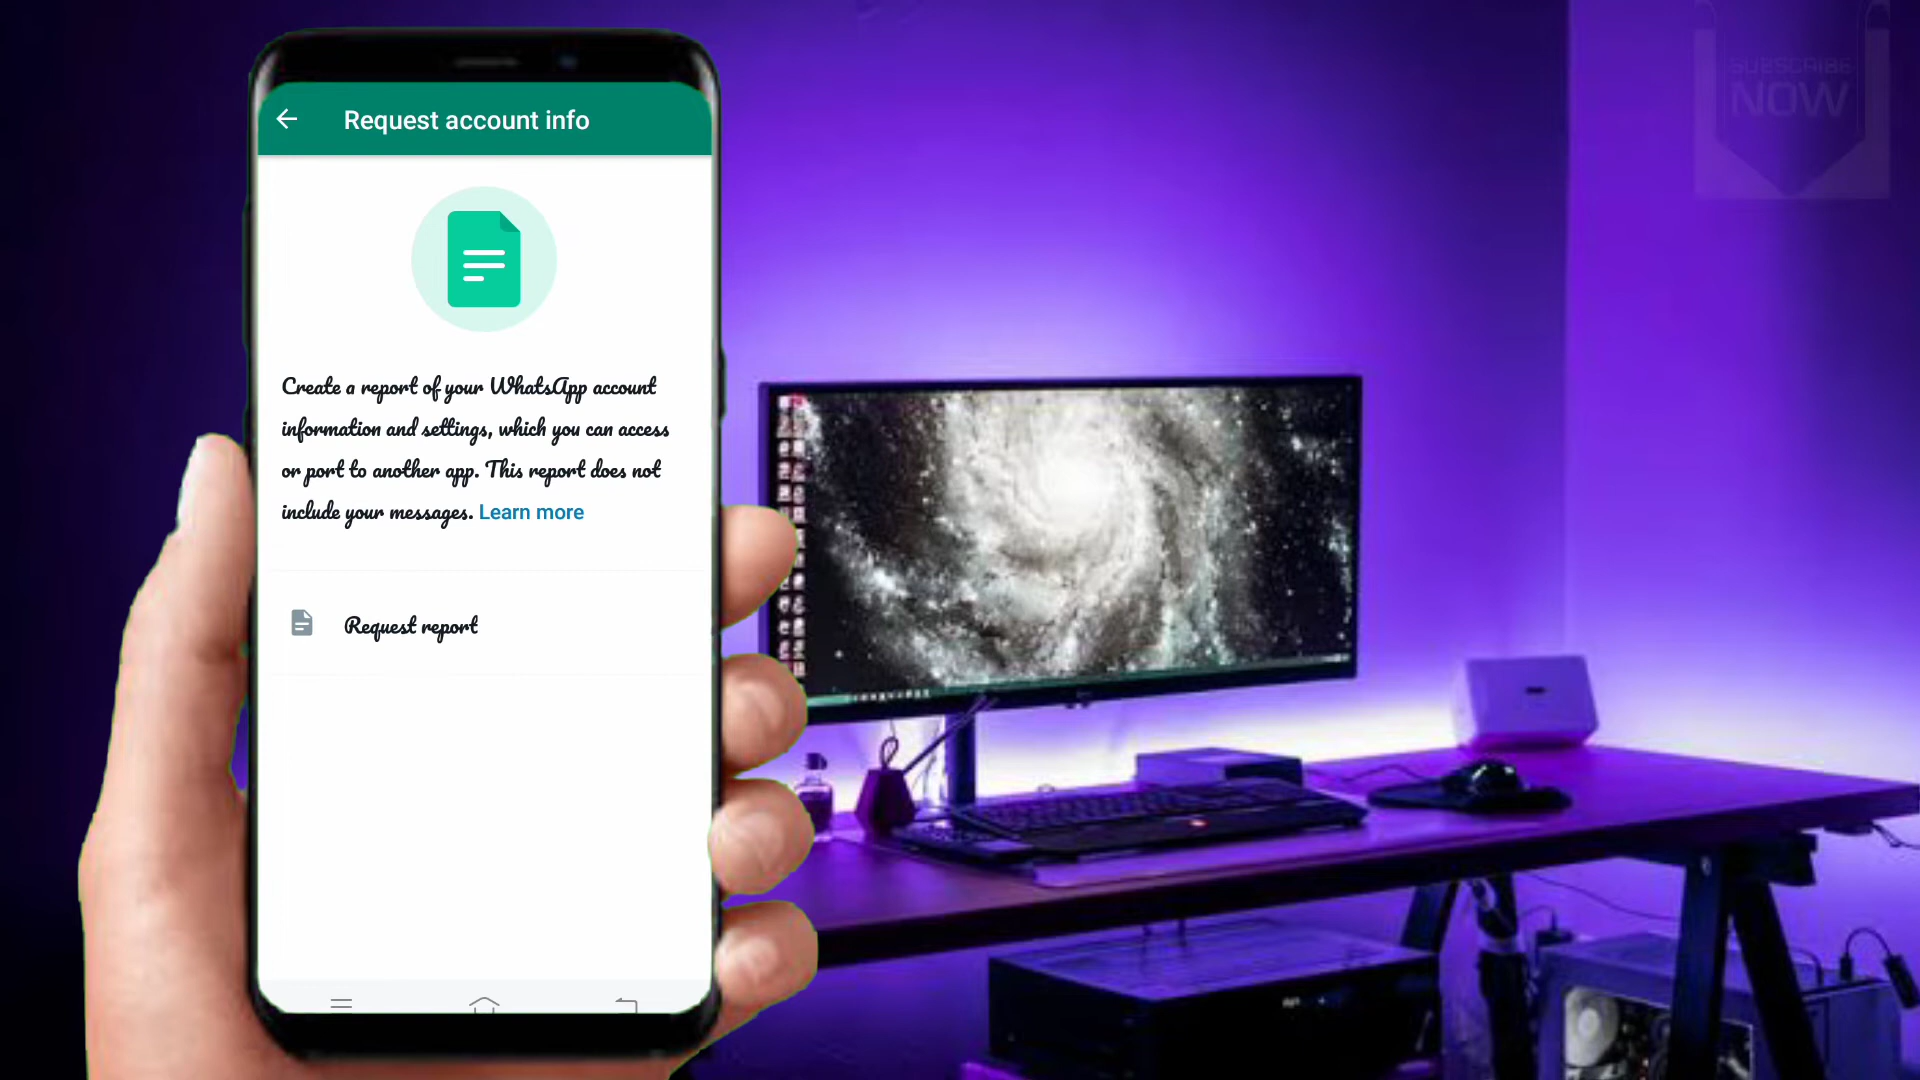 SUBSCRIBE
NOW
Request account info
Create a report of your WhatsApp account
information and settings, which you can access
or port to another app. This report does not
include your messages. Learn more
Request report